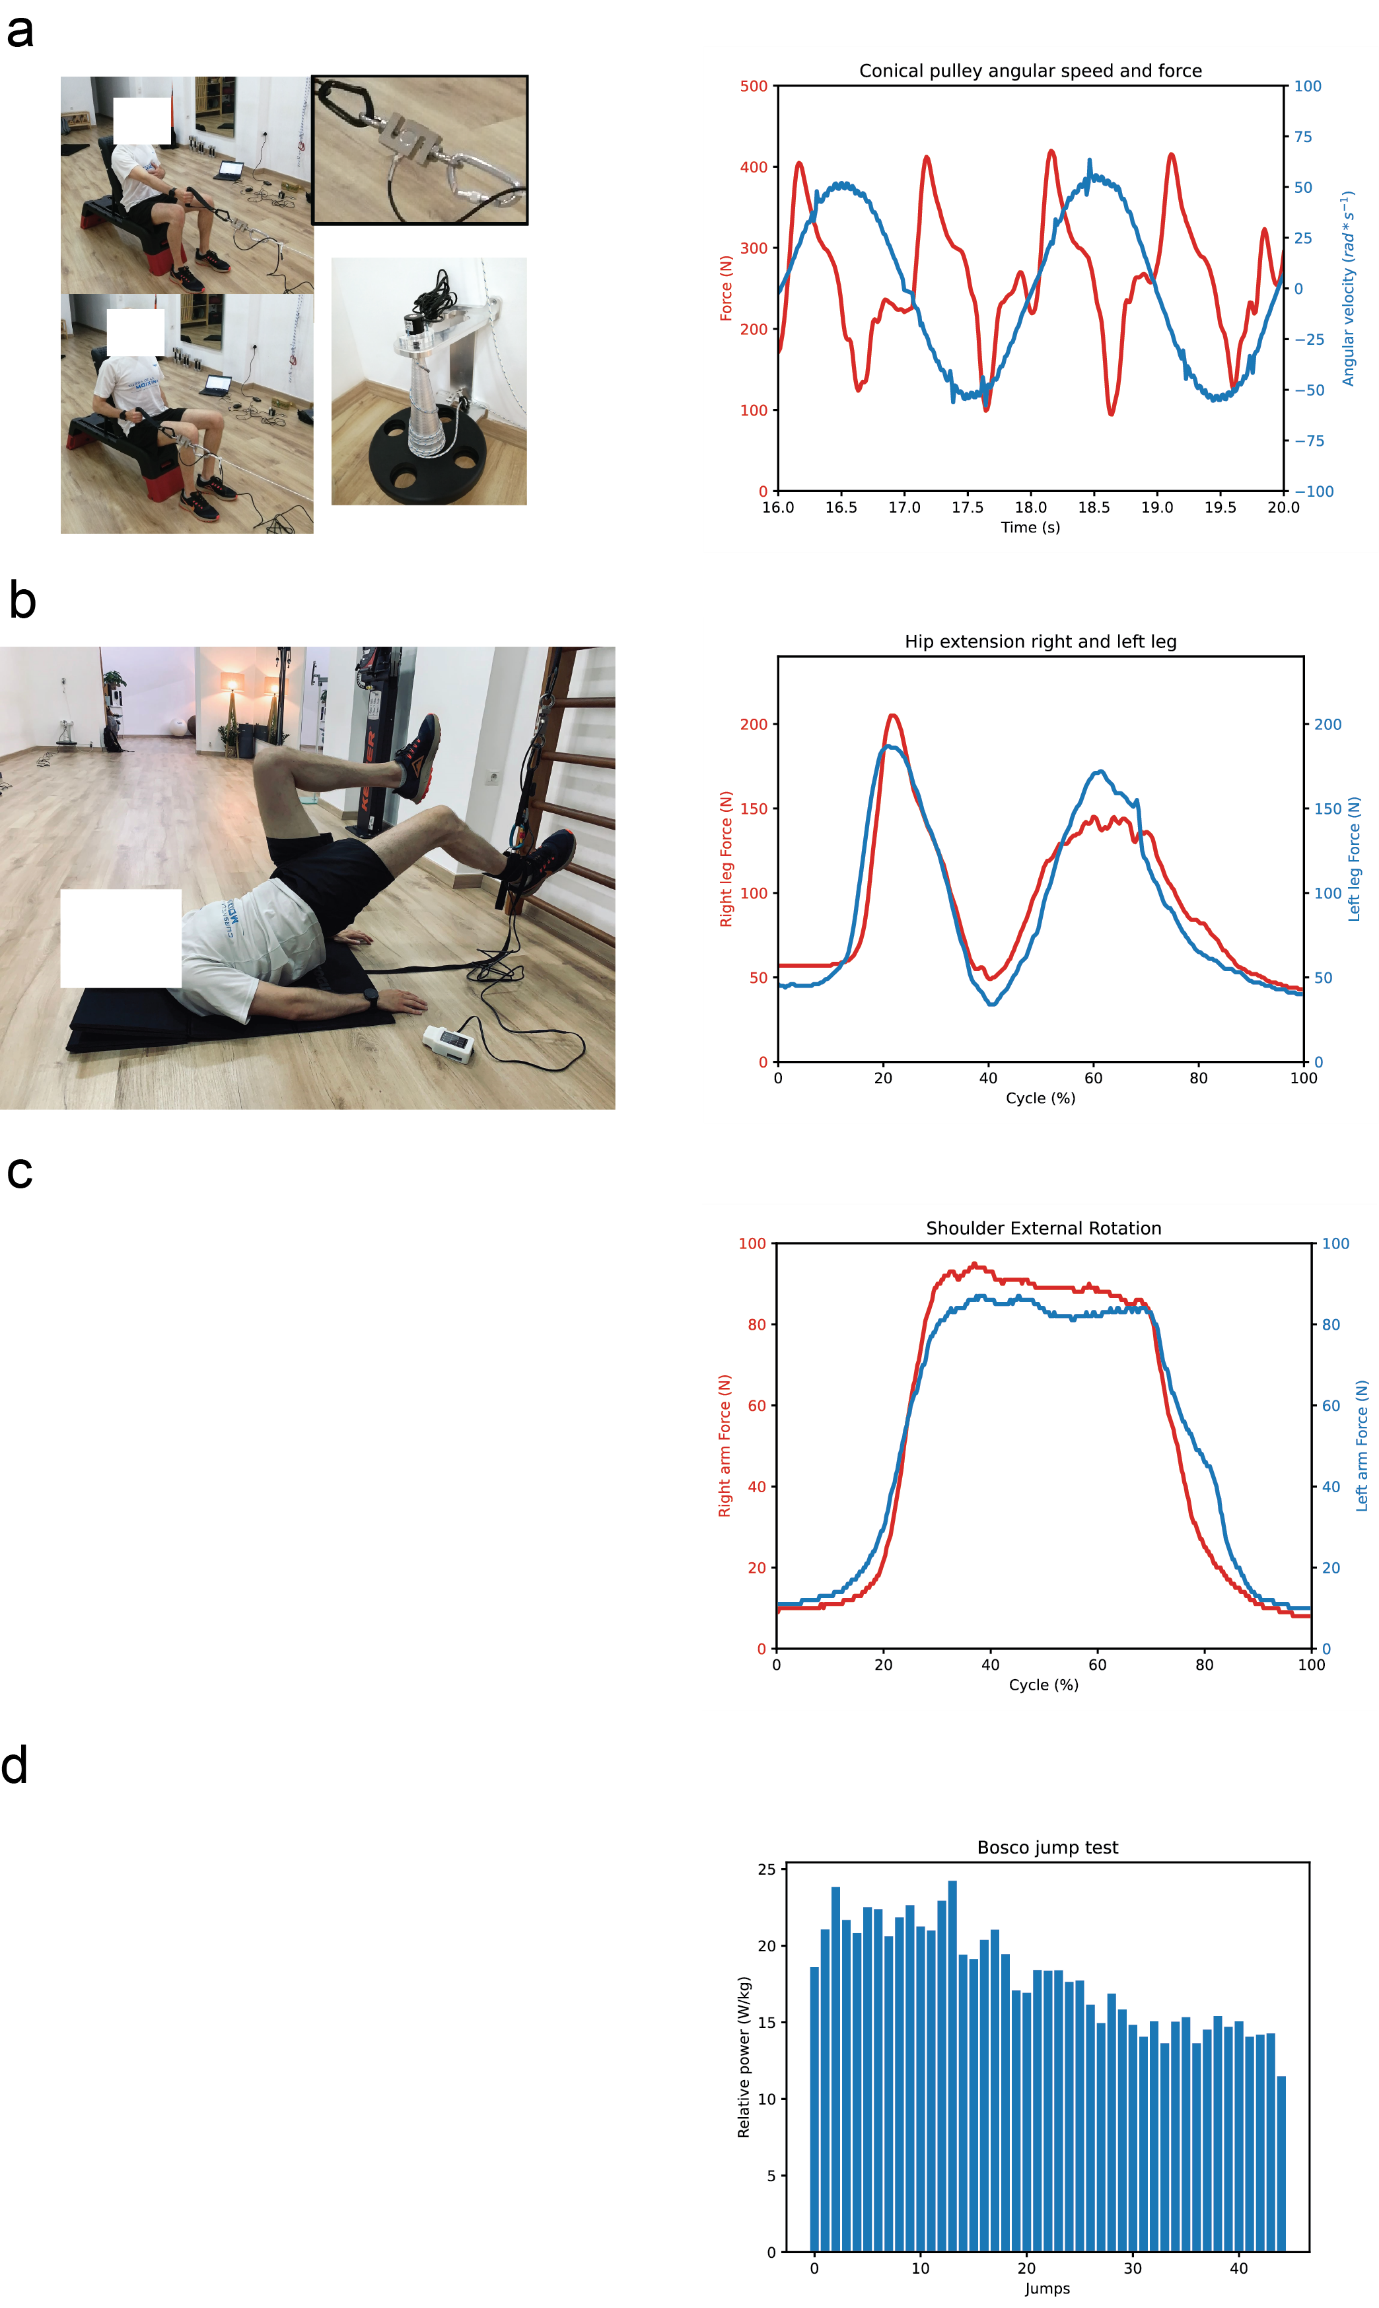 a
Conical pulley angular speed and force
500
400
300
200
100
0
Force (N)
100
75
50
25
0
−25
−50
−75
−100
Angular velocity (rad * s⁻¹)
16.0 16.5 17.0 17.5 18.0 18.5 19.0 19.5 20.0
Time (s)
b
Hip extension right and left leg
200
150
100
50
0
Right leg Force (N)
200
150
100
50
0
Left leg Force (N)
0 20 40 60 80 100
Cycle (%)
c
Shoulder External Rotation
100
80
60
40
20
0
Right arm Force (N)
100
80
60
40
20
0
Left arm Force (N)
0 20 40 60 80 100
Cycle (%)
d
Bosco jump test
25
20
15
10
5
0
Relative power (W/kg)
0 10 20 30 40
Jumps